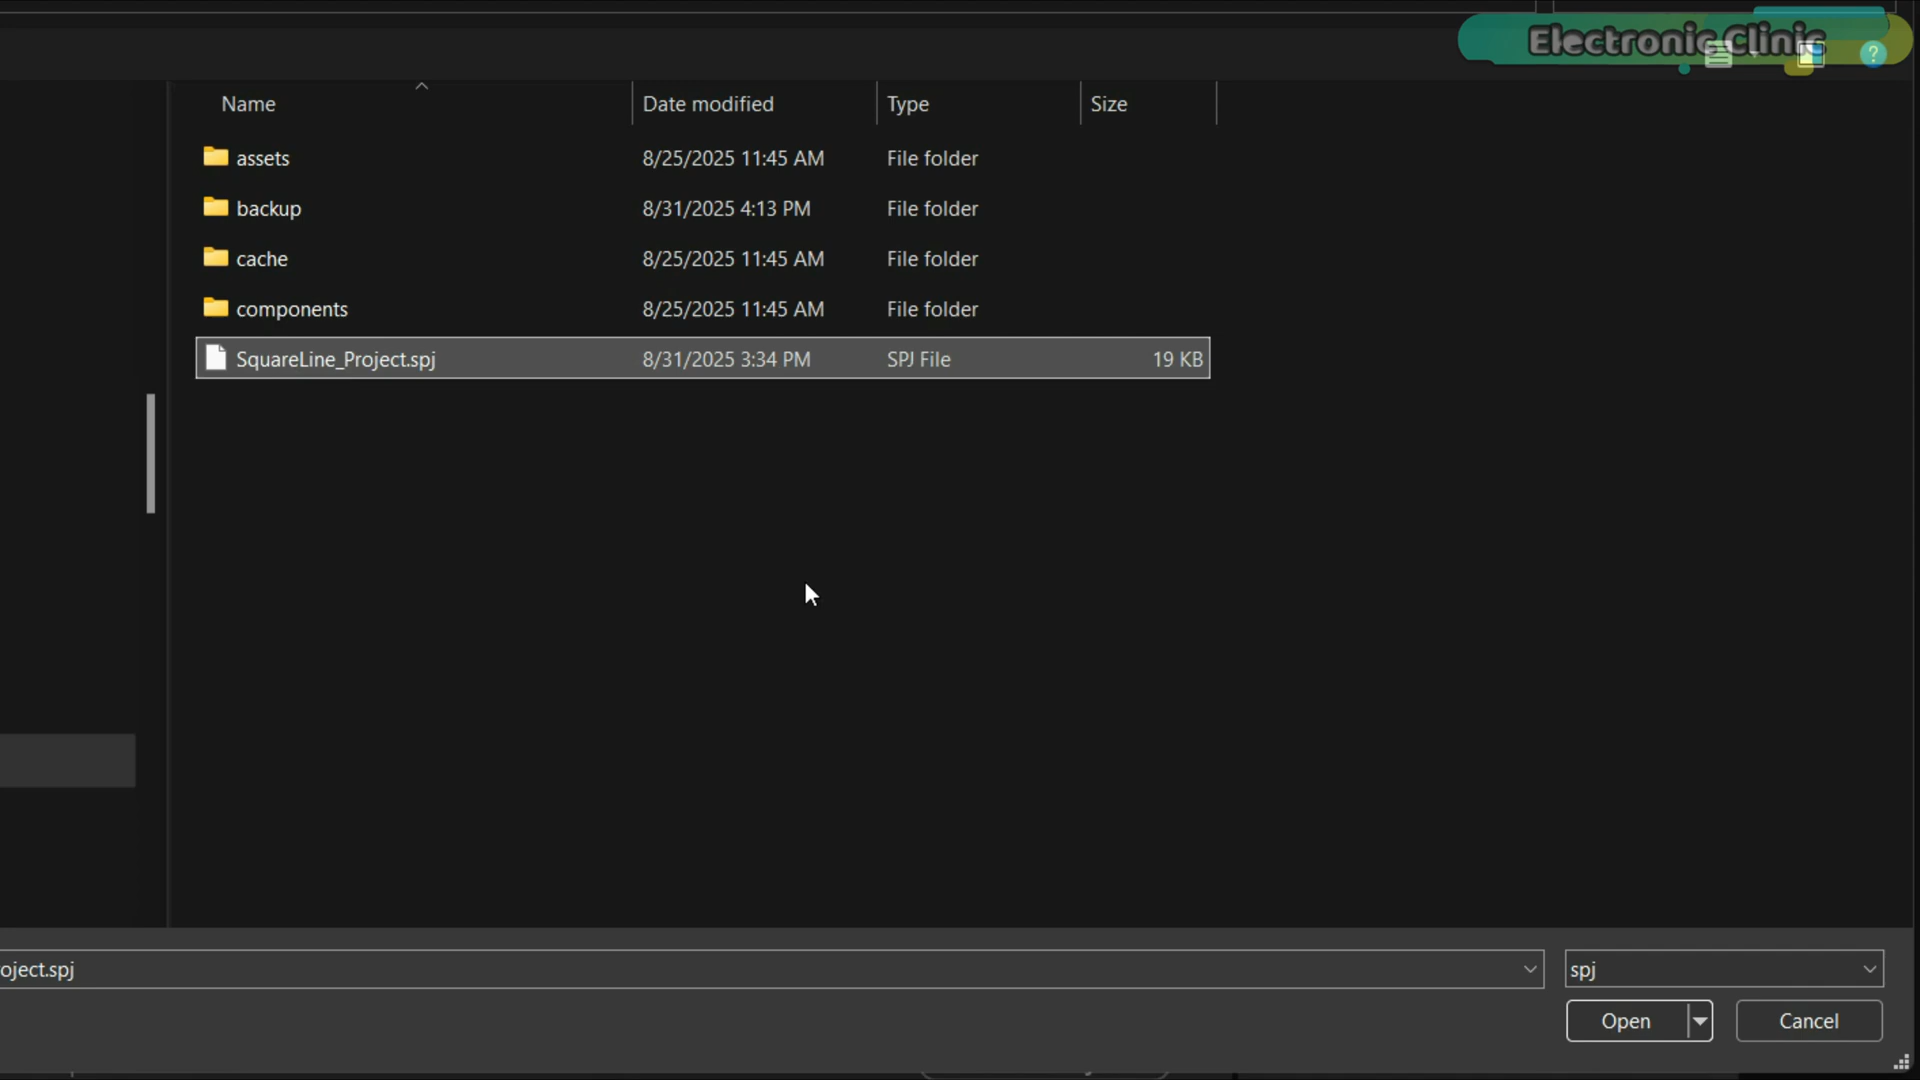 Electronic Clinic
?
Name Date modified Type Size
assets 8/25/2025 11:45 AM File folder
backup 8/31/2025 4:13 PM File folder
cache 8/25/2025 11:45 AM File folder
components 8/25/2025 11:45 AM File folder
SquareLine_Project.spj 8/31/2025 3:34 PM SPJ File 19 KB
oject.spj spj
Open Cancel